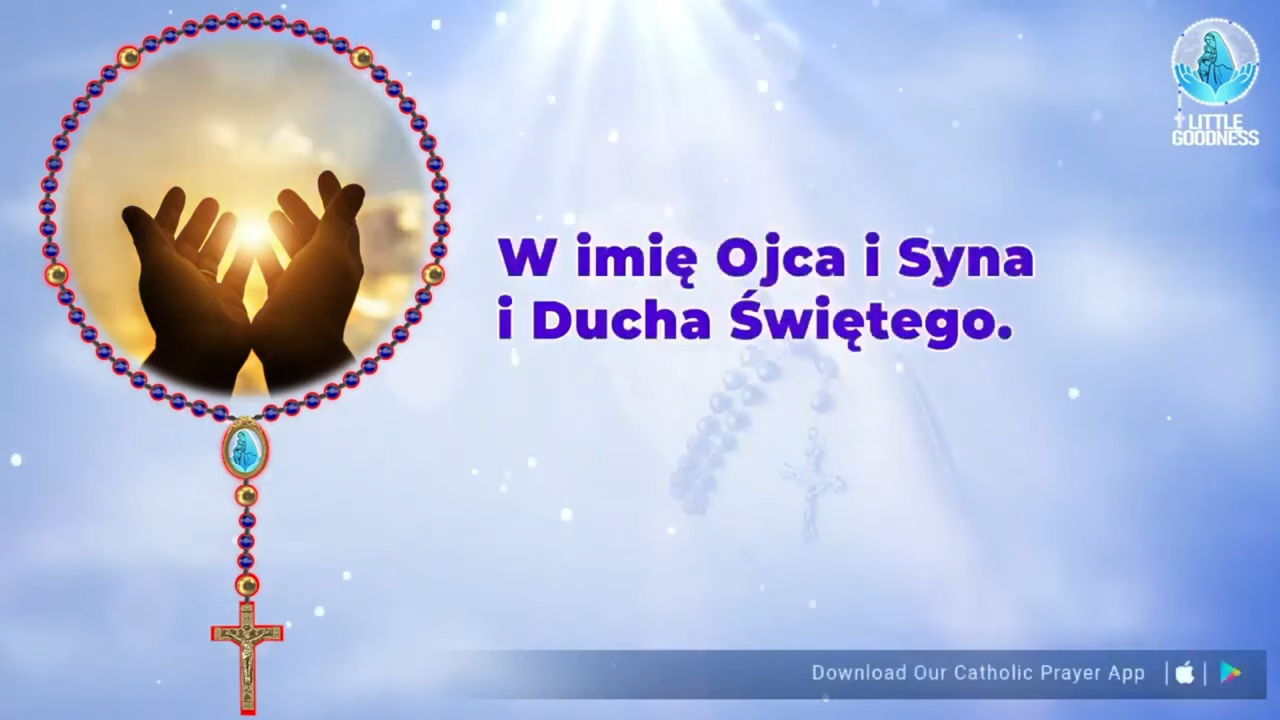 LITTLE
GOODNESS
W imię Ojca i Syna
i Ducha Świętego.
Download Our Catholic Prayer App